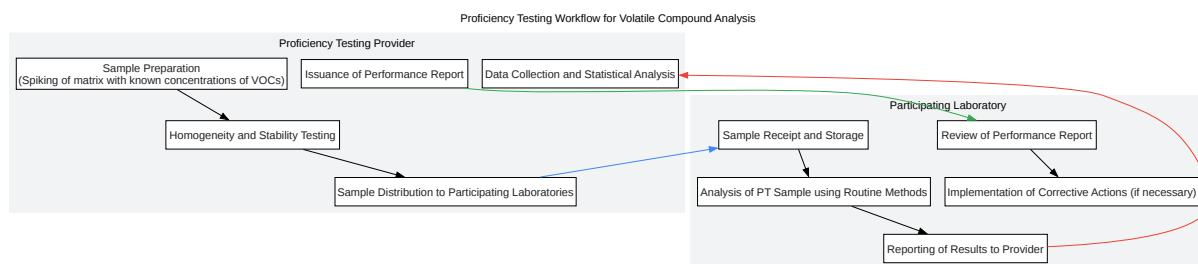 Proficiency Testing Workflow for Volatile Compound Analysis
Proficiency Testing Provider
Sample Preparation
(Spiking of matrix with known concentrations of VOCs)
Issuance of Performance Report
Data Collection and Statistical Analysis
Homogeneity and Stability Testing
Sample Distribution to Participating Laboratories
Participating Laboratory
Sample Receipt and Storage
Review of Performance Report
Analysis of PT Sample using Routine Methods
Implementation of Corrective Actions (if necessary)
Reporting of Results to Provider